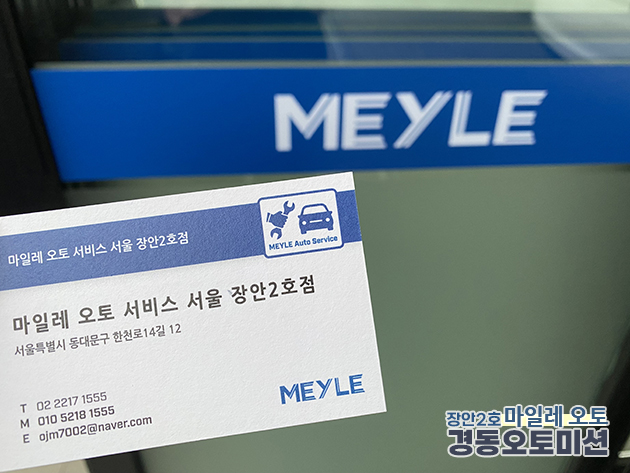 MEYLE
마일레 오토 서비스 서울 장안2호점
MEYLE Auto Service
마일레 오토 서비스 서울 장안2호점
서울특별시 동대문구 한천로14길 12
T 02 2217 1555
M 010 5218 1555
E ojm7002@naver.com
MEYLE
장안2호 마일레 오토
경동오토미션